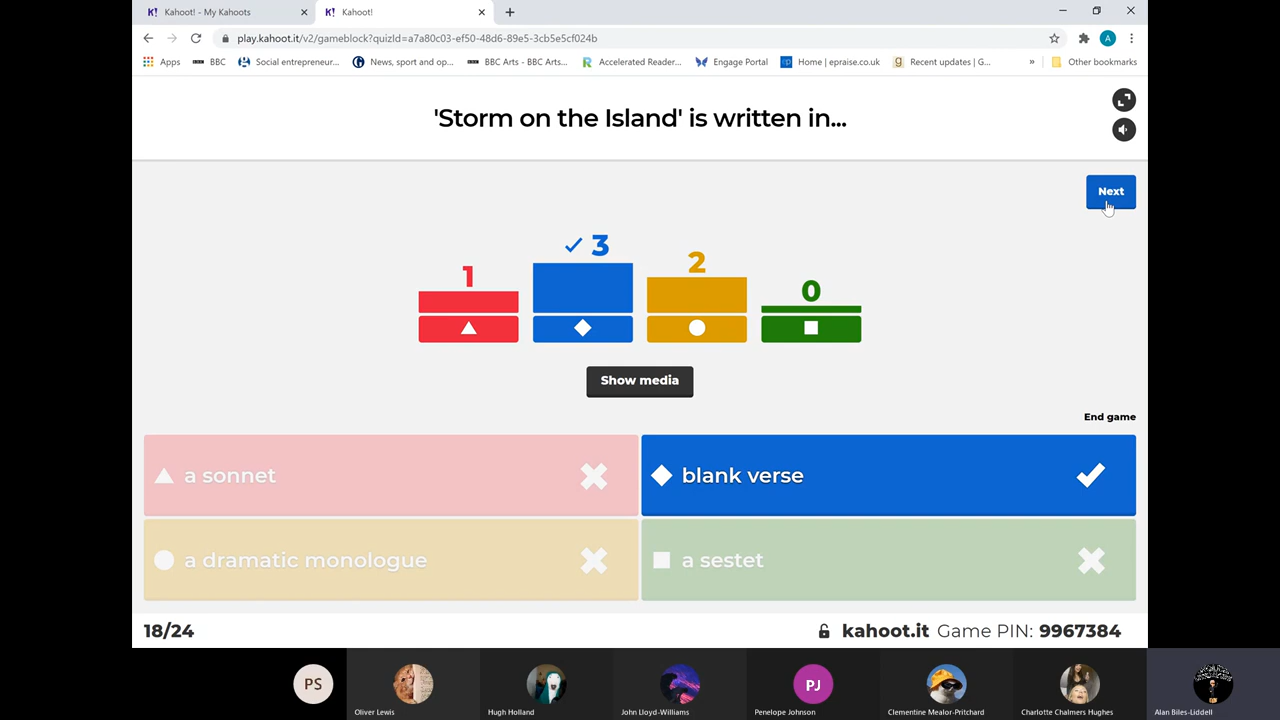 Kahoot! - My Kahoots
Kahoot!
play.kahoot.it/v2/gameblock?quizId=a7a80c03-ef50-48d6-89e5-3cb5e5cf024b
A
Apps
BBC
Social entrepreneur...
News, sport and op...
BBC Arts - BBC Arts...
Accelerated Reader...
Engage Portal
Home | epraise.co.uk
Recent updates | G...
»
Other bookmarks
'Storm on the Island' is written in...
Next
1
3
2
0
Show media
End game
a sonnet
blank verse
a dramatic monologue
a sestet
18/24
kahoot.it Game PIN: 9967384
PS
PJ
Oliver Lewis
Hugh Holland
John Lloyd-Williams
Penelope Johnson
Clementine Mealor-Pritchard
Charlotte Chalmers Hughes
Alan Biles-Liddell